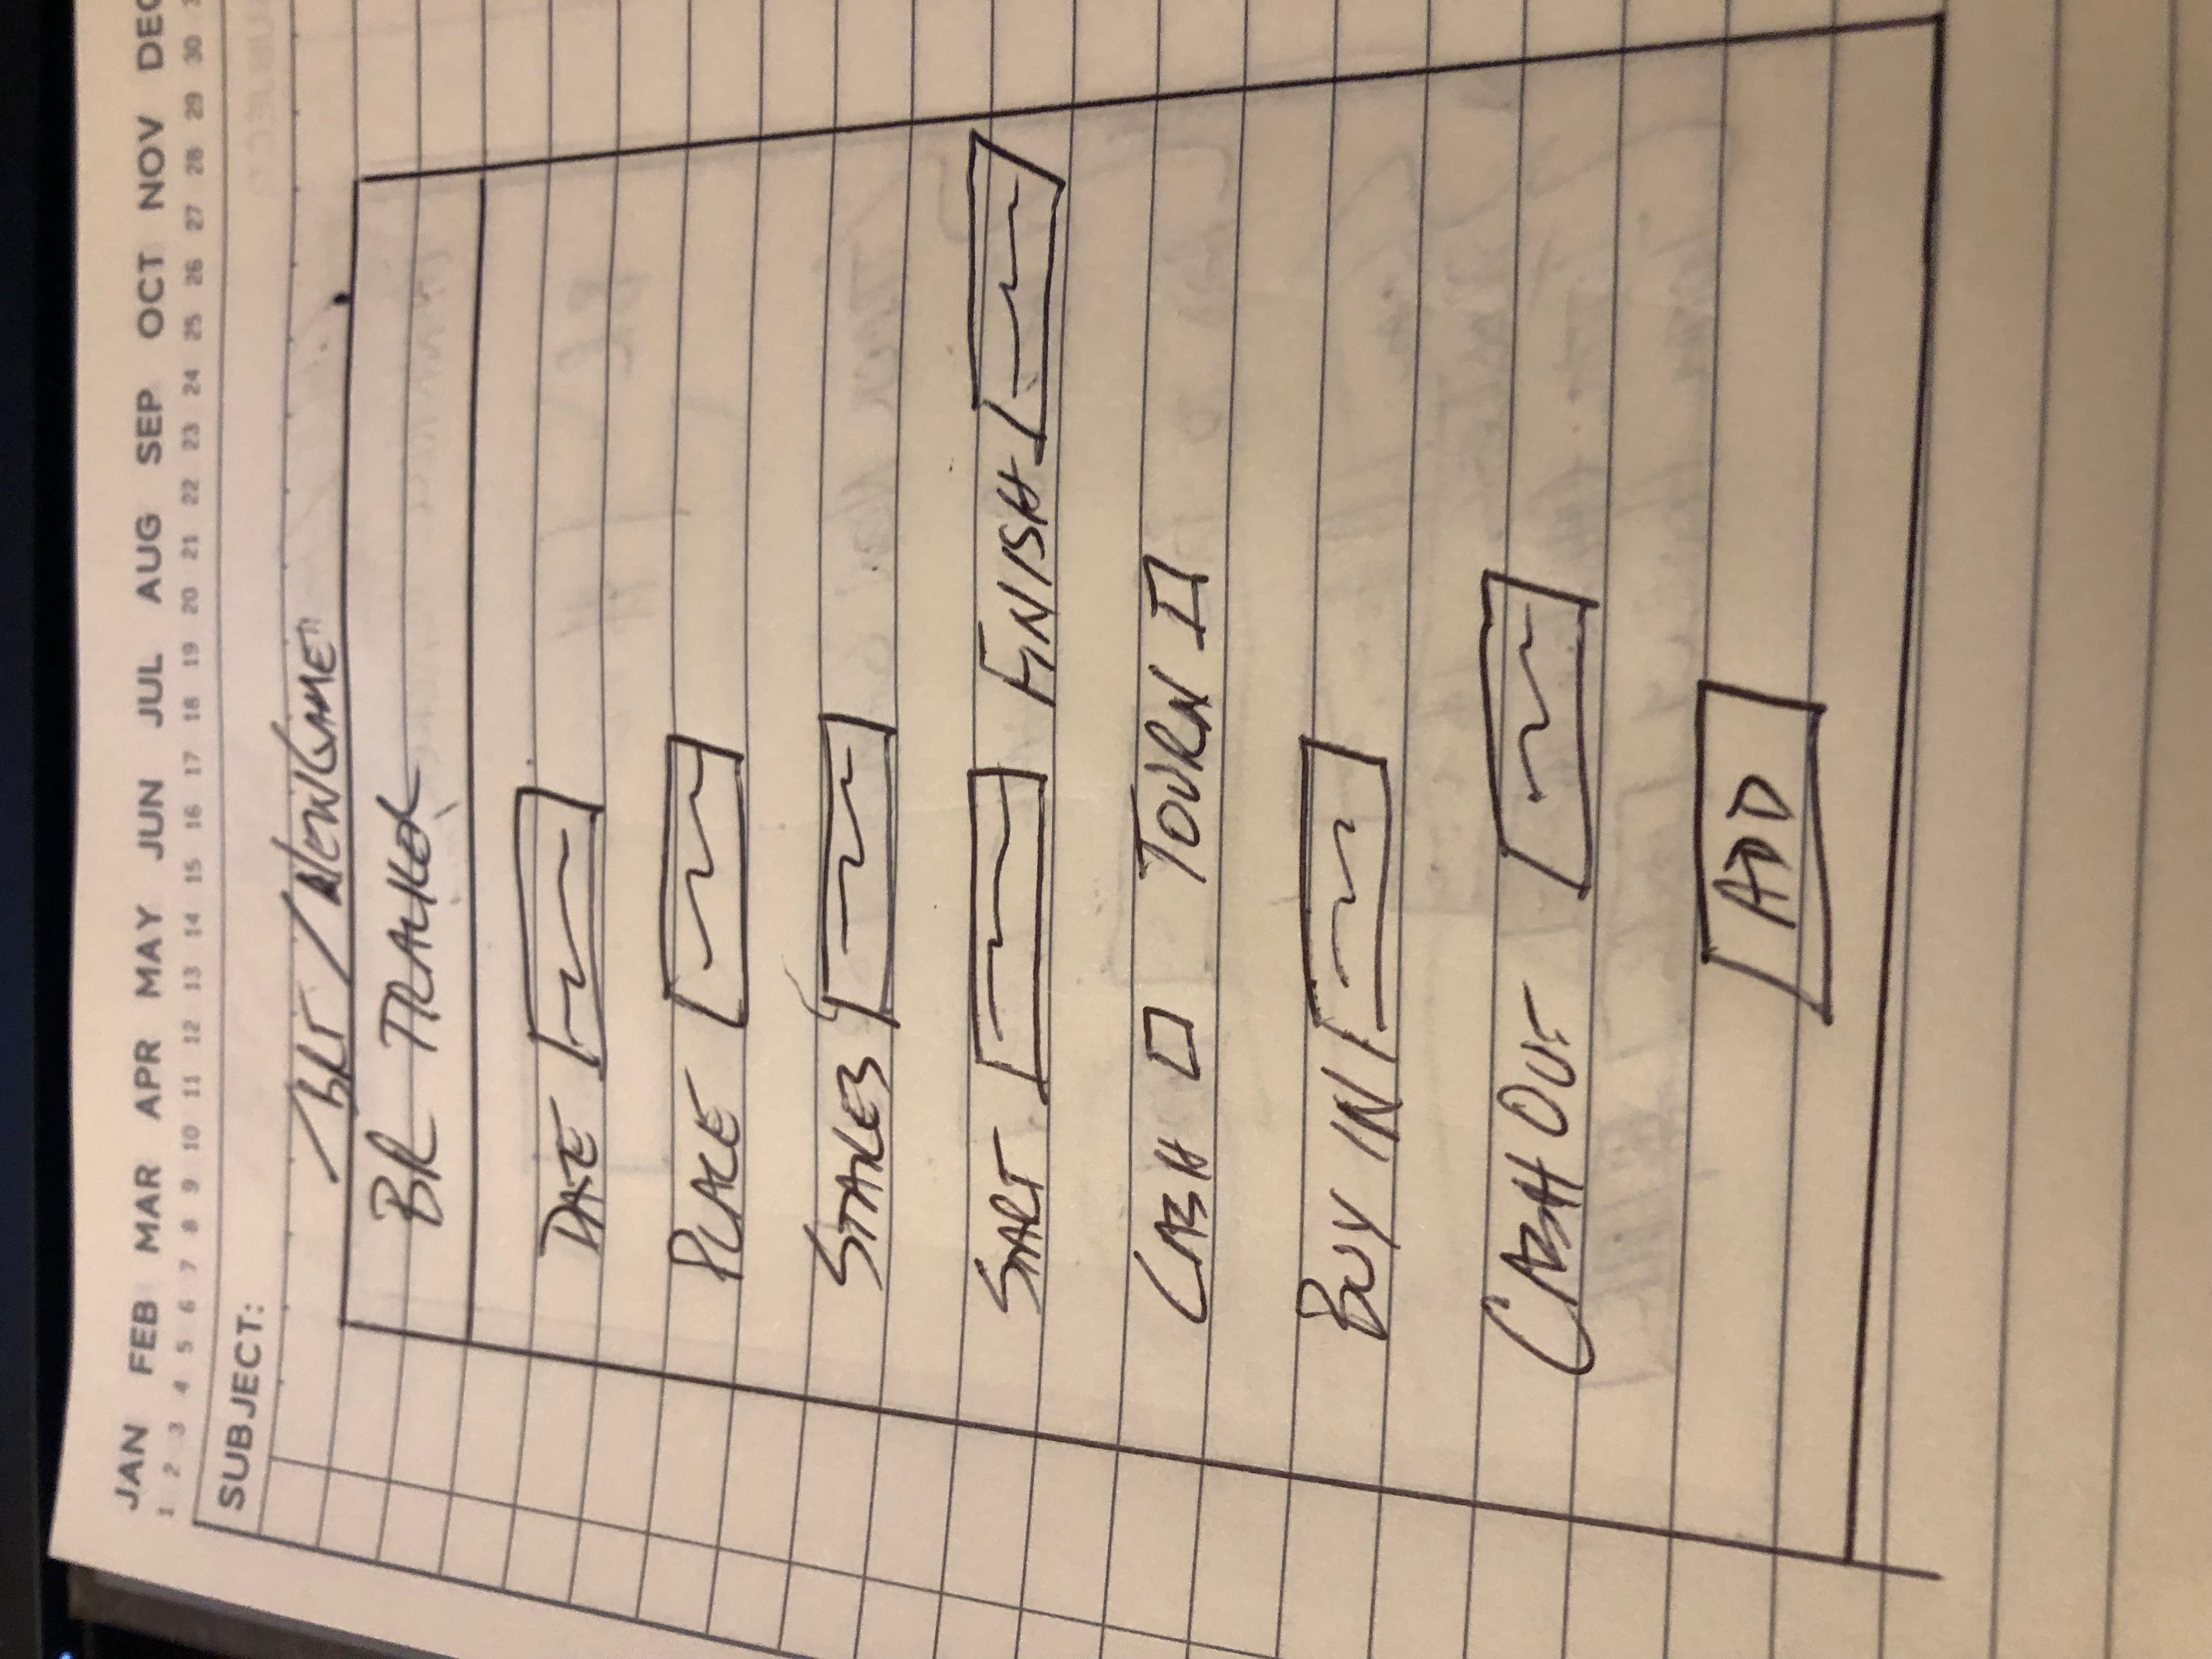 JAN FEB MAR APR MAY JUN JUL AUG SEP OCT NOV DEC
1 2 3 4 5 6 7 8 9 10 11 12 13 14 15 16 17 18 19 20 21 22 23 24 25 26 27 28 29 30
SUBJECT:
/BRT/NEWGAME
BR TRACKER
DATE
PLACE
STAKES
START FINISH
CASH TOURN
BUY IN
CASH OUT
ADD